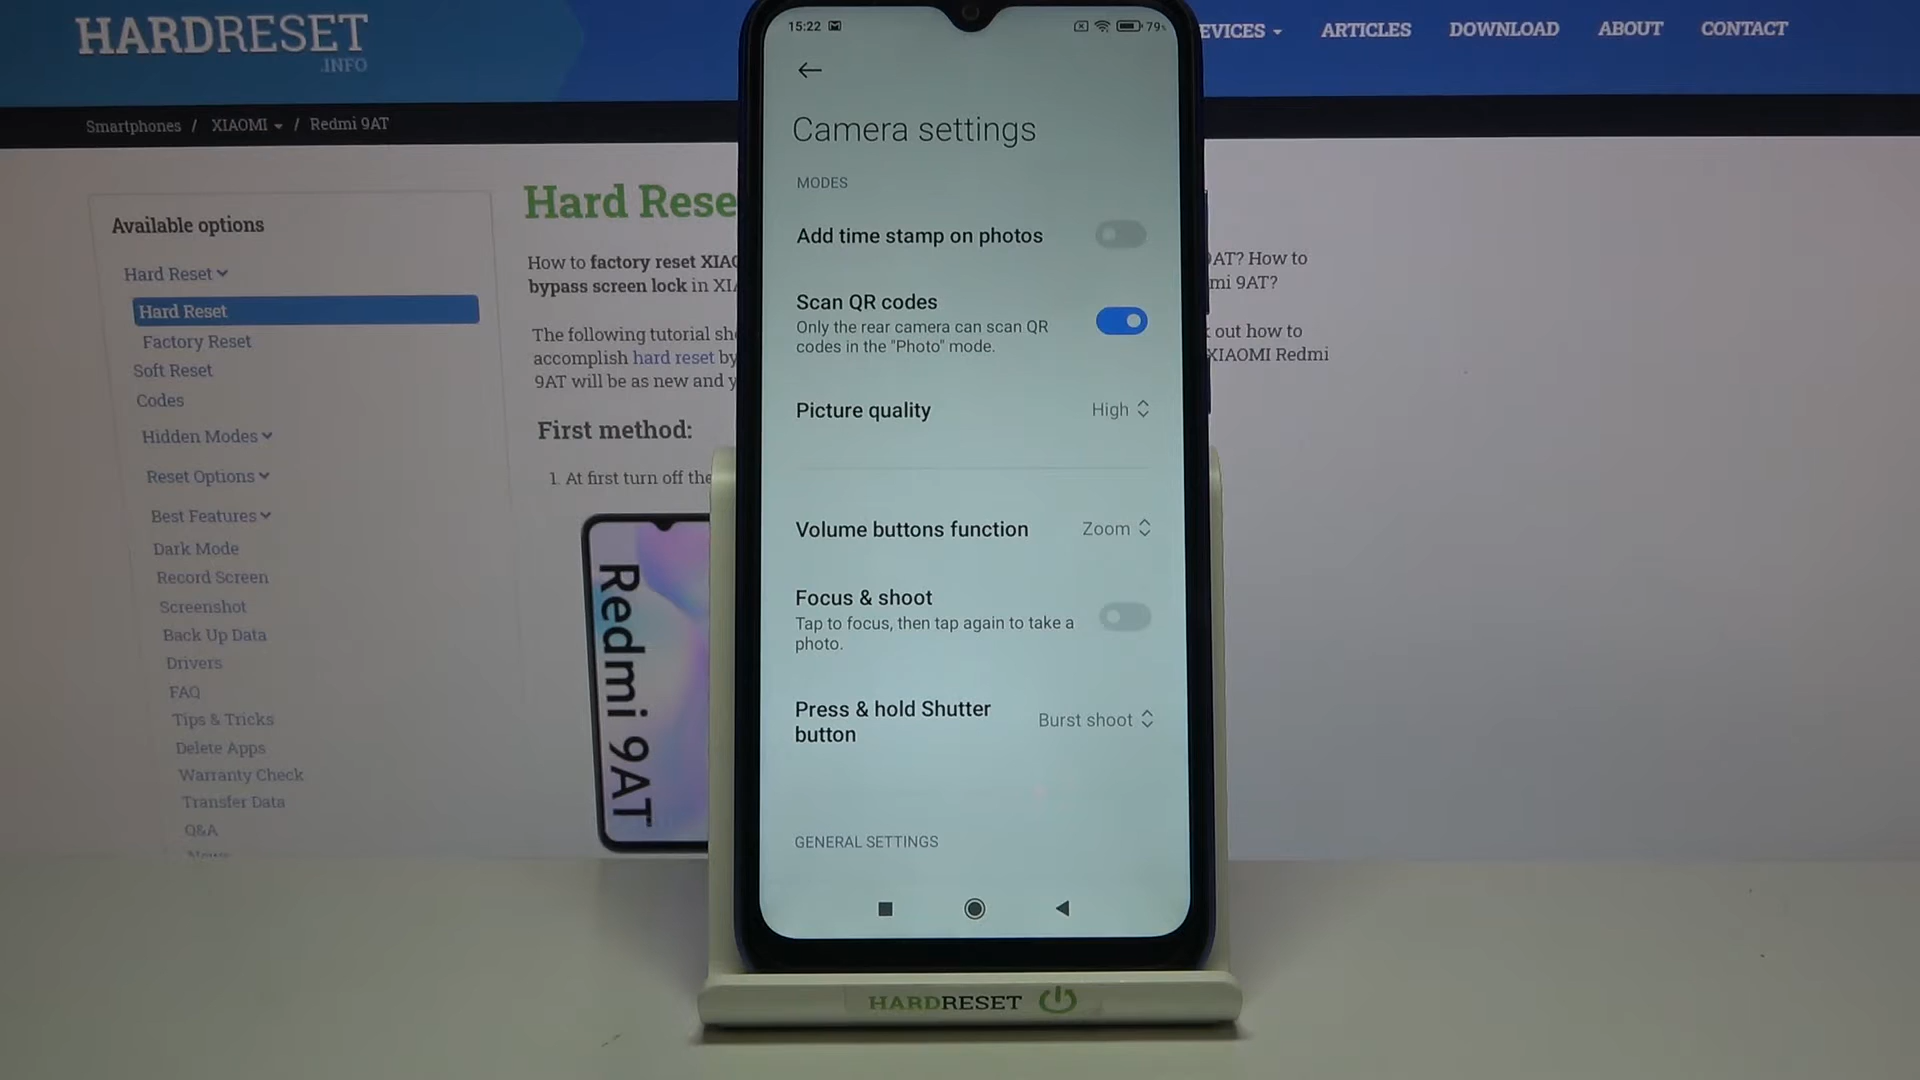 HARDRESET
.INFO
EVICES
ARTICLES
DOWNLOAD
ABOUT
CONTACT
Smartphones / XIAOMI / Redmi 9AT
Available options
Hard Reset
Hard Reset
Factory Reset
Soft Reset
Codes
Hidden Modes
Reset Options
Best Features
Dark Mode
Record Screen
Screenshot
Back Up Data
Drivers
FAQ
Tips & Tricks
Delete Apps
Warranty Check
Transfer Data
Q&A
News
Hard Rese
How to factory reset XIAO
bypass screen lock in XI
The following tutorial sh
accomplish hard reset by
9AT will be as new and y
First method:
1. At first turn off the
Redmi 9AT
9AT? How to
mi 9AT?
out how to
XIAOMI Redmi
15:22
79%
Camera settings
MODES
Add time stamp on photos
Scan QR codes
Only the rear camera can scan QR
codes in the "Photo" mode.
Picture quality High
Volume buttons function Zoom
Focus & shoot
Tap to focus, then tap again to take a
photo.
Press & hold Shutter
button
Burst shoot
GENERAL SETTINGS
HARDRESET